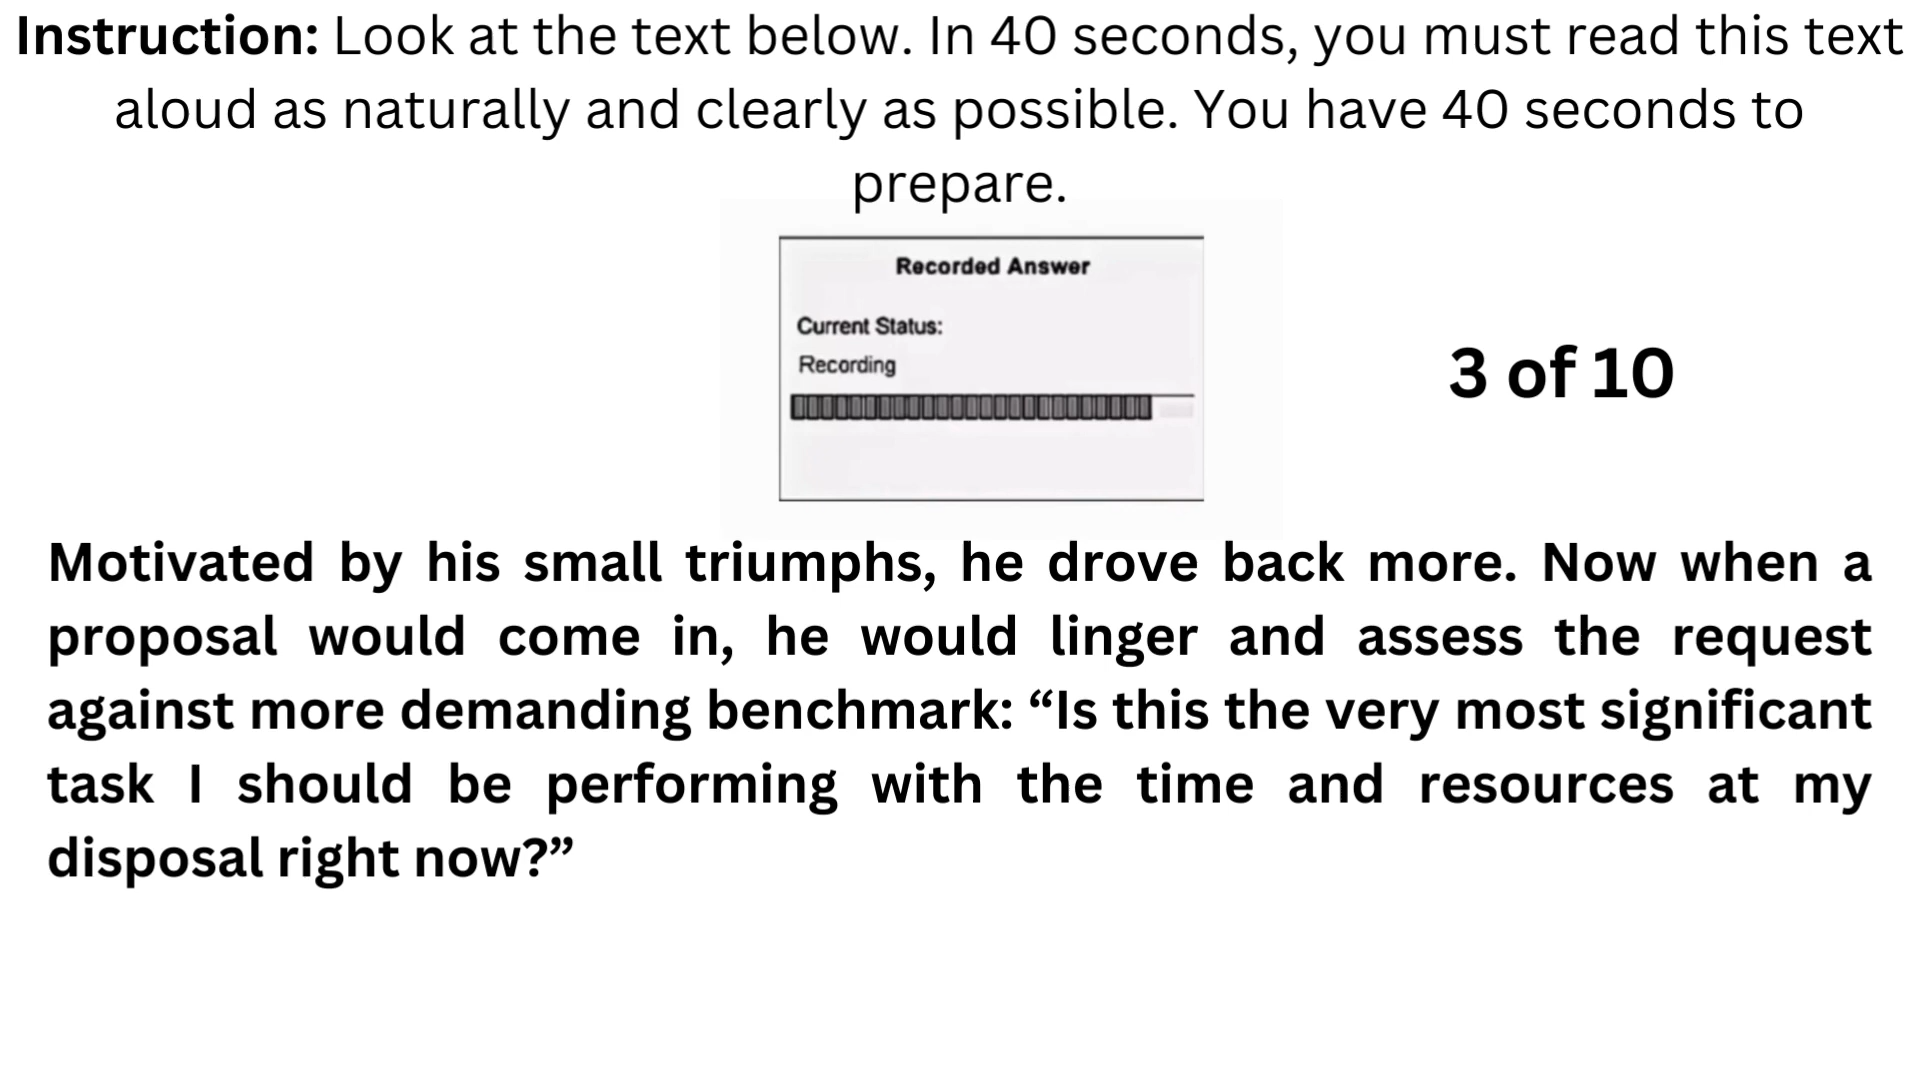 Instruction: Look at the text below. In 40 seconds, you must read this text
aloud as naturally and clearly as possible. You have 40 seconds to
prepare.
Recorded Answer
Current Status:
Recording
3 of 10
Motivated by his small triumphs, he drove back more. Now when a
proposal would come in, he would linger and assess the request
against more demanding benchmark: “Is this the very most significant
task I should be performing with the time and resources at my
disposal right now?”